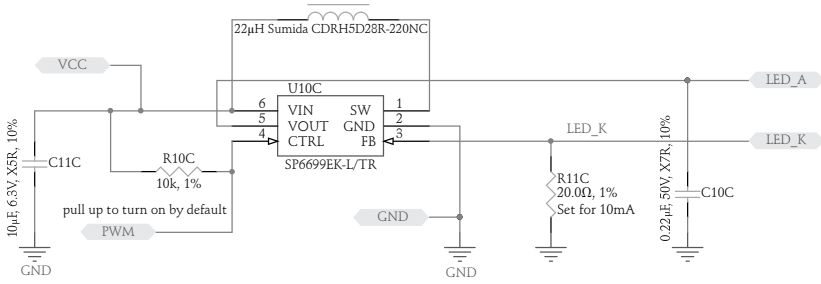 22µH Sumida CDRH5D28R-220NC
VCC
LED_A
U10C
6 VIN SW 1
5 VOUT GND 2
4 CTRL FB 3
SP6699EK-L/TR
LED_K
LED_K
10µF, 6.3V, X5R, 10%
C11C
R10C
10k, 1%
R11C
20.0Ω, 1%
Set for 10mA
0.22µF, 50V, X7R, 10%
C10C
pull up to turn on by default
PWM
GND
GND
GND